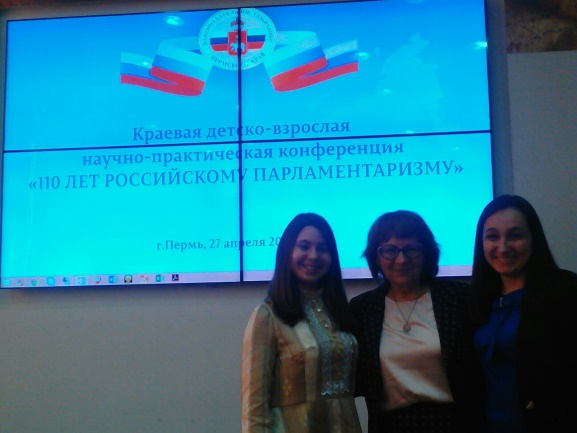 Краевая детско-взрослая
научно-практическая конференция
«110 ЛЕТ РОССИЙСКОМУ ПАРЛАМЕНТАРИЗМУ»
г.Пермь, 27 апреля